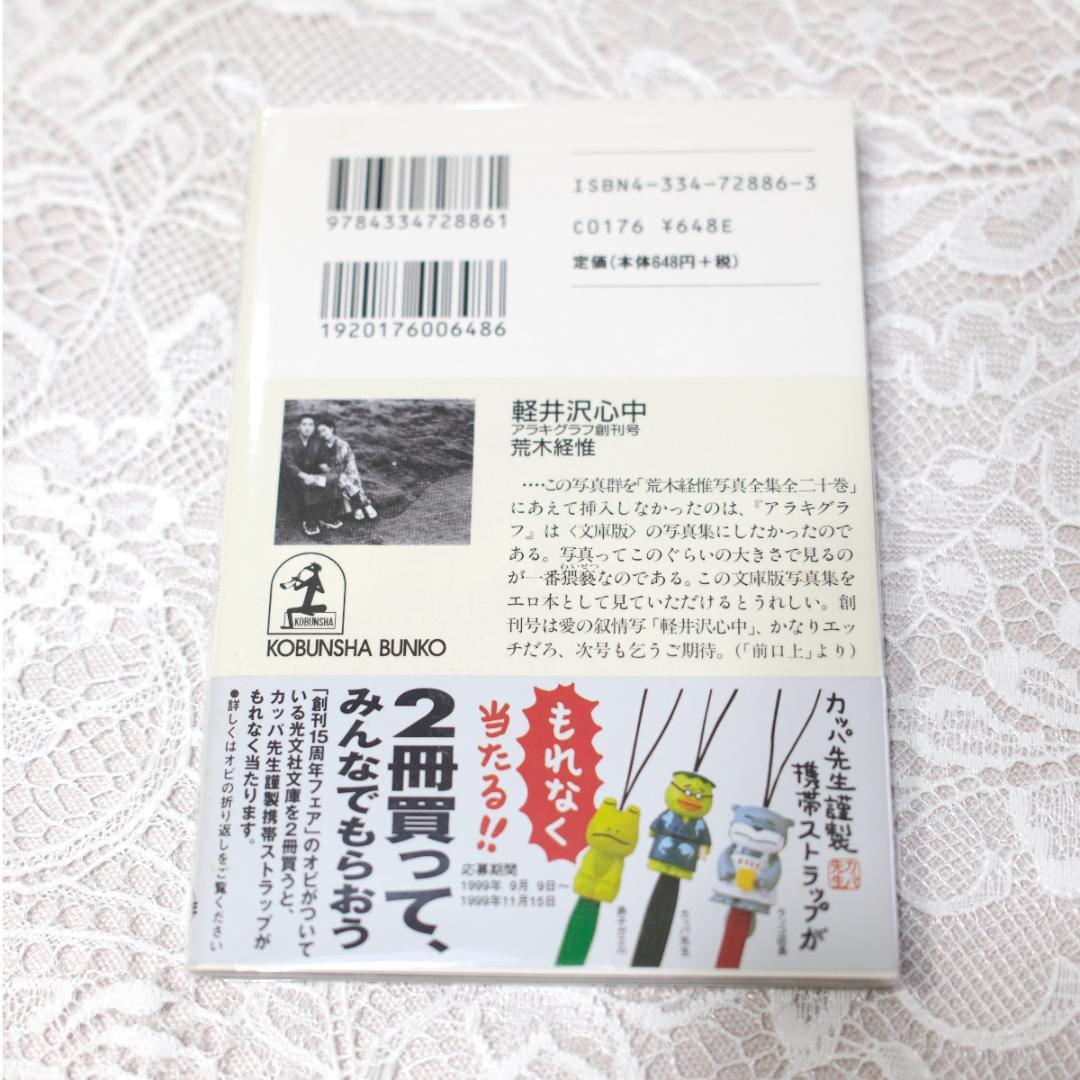 9784334728861
ISBN4-334-72886-3
C0176 ¥648E
定価(本体648円+税)
1920176006486
軽井沢心中
アラキグラフ創刊号
荒木経惟
‥‥この写真群を「荒木経惟写真全集全二十巻」
にあえて挿入しなかったのは、『アラキグラ
フ』は〈文庫版〉の写真集にしたかったので
ある。写真ってこのぐらいの大きさで見るの
が一番猥褻なのである。この文庫版写真集を
わいせつ
エロ本として見ていただけるとうれしい。創
刊号は愛の叙情写「軽井沢心中」、かなりエッ
チだろ、次号も乞うご期待。(「前口上」より)
KOBUNSHA
KOBUNSHA BUNKO
カッパ先生謹製
携帯ストラップが
カッパ先生
もれなく
当たる!!
2冊買って、
みんなでもらおう
「創刊15周年フェア」のオビがついて
いる光文社文庫を2冊買うと、
カッパ先生謹製携帯ストラップが
もれなく当たります。
●詳しくはオビの折り返しをご覧ください
応募期間
1999年 9月 9日〜
1999年11月15日
弟子ガエル
カッパ先生